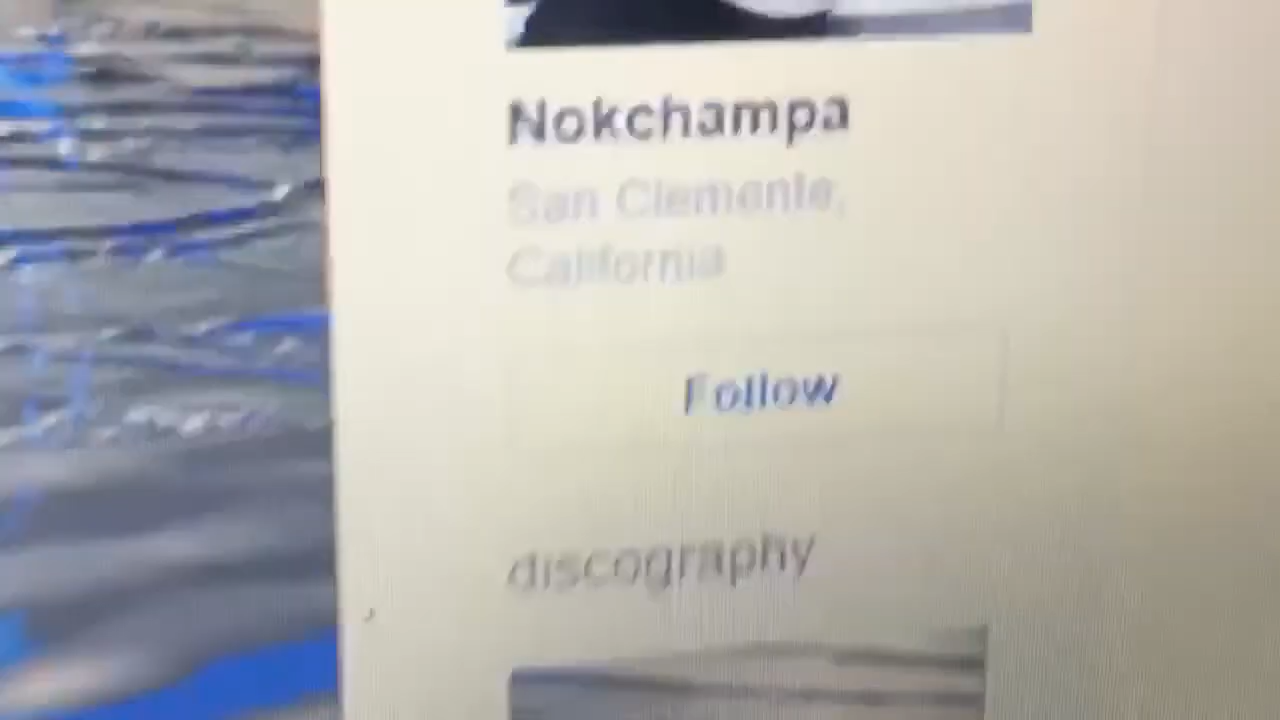 Nokchampa
San Clemente,
California
Follow
discography